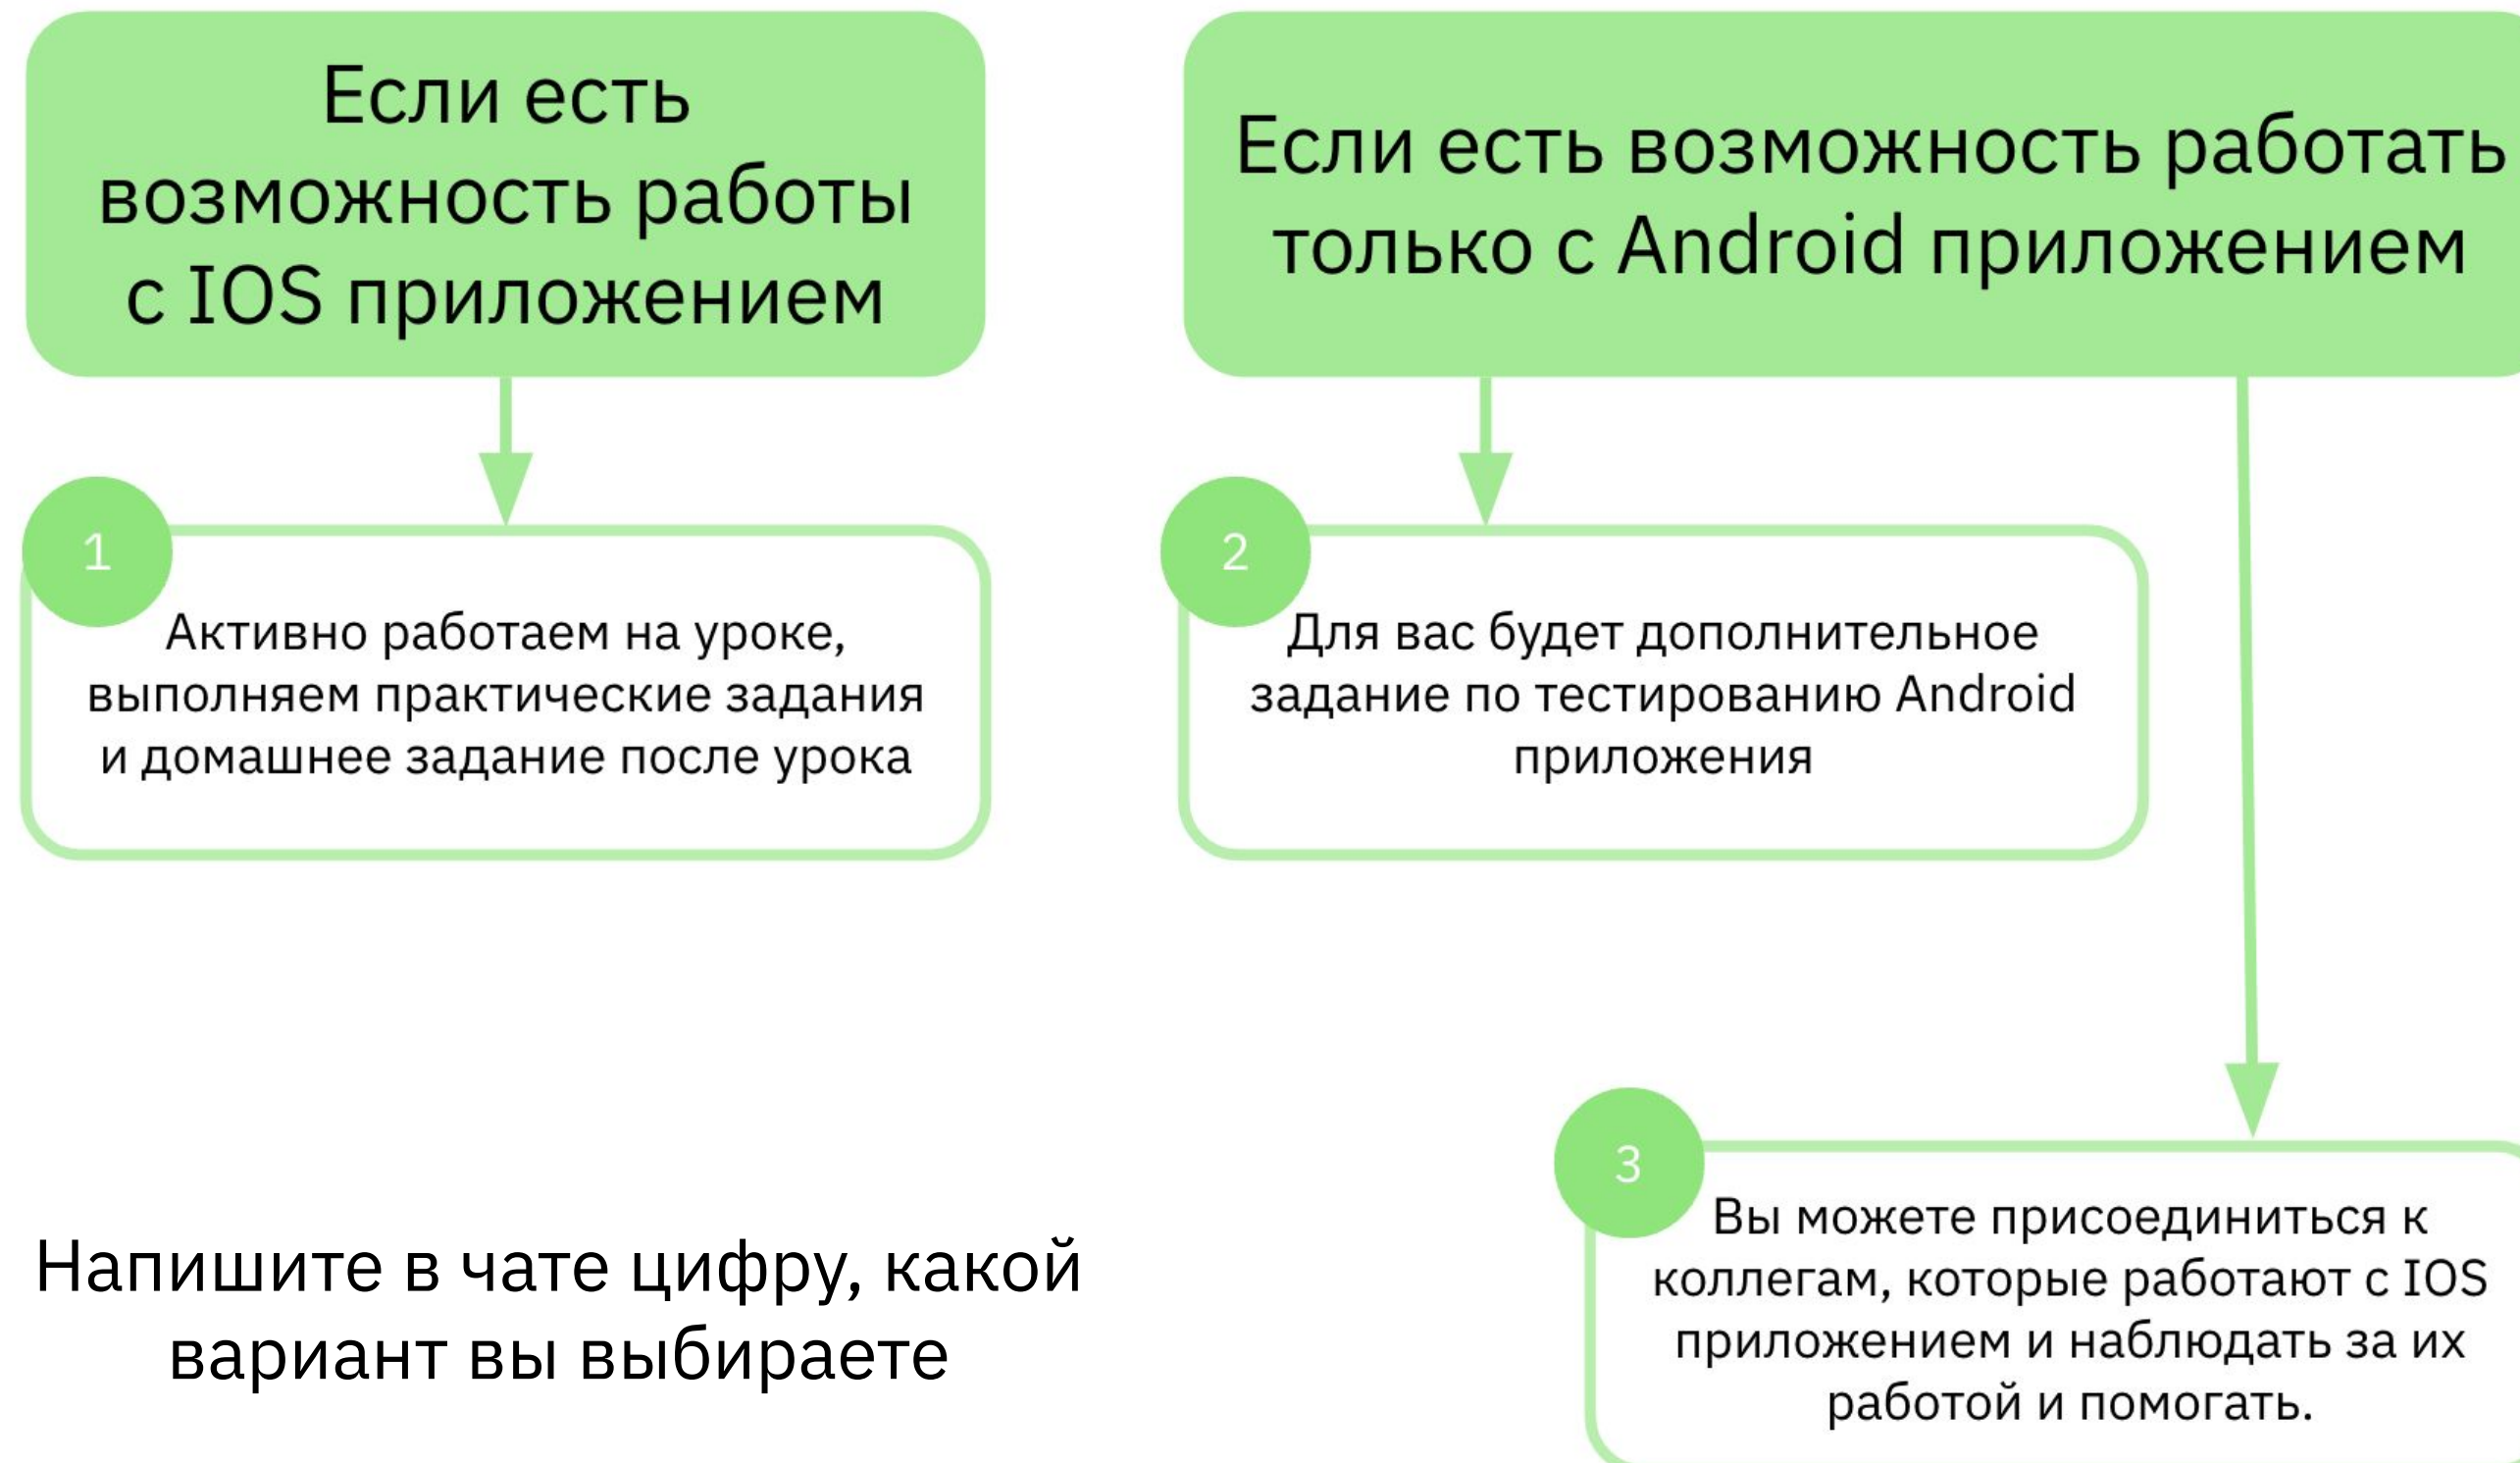 Если есть
возможность работы
с IOS приложением
Если есть возможность работать
только с Android приложением
1
Активно работаем на уроке,
выполняем практические задания
и домашнее задание после урока
2
Для вас будет дополнительное
задание по тестированию Android
приложения
3
Вы можете присоединиться к
коллегам, которые работают с IOS
приложением и наблюдать за их
работой и помогать.
Напишите в чате цифру, какой
вариант вы выбираете